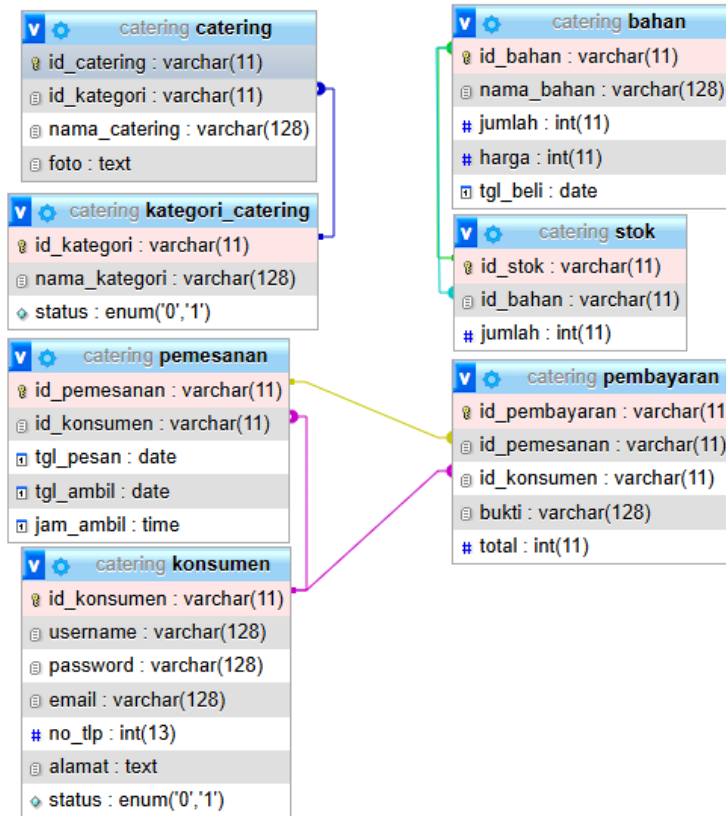 catering catering
id_catering : varchar(11)
id_kategori : varchar(11)
nama_catering : varchar(128)
foto : text
catering kategori_catering
id_kategori : varchar(11)
nama_kategori : varchar(128)
status : enum('0','1')
catering pemesanan
id_pemesanan : varchar(11)
id_konsumen : varchar(11)
tgl_pesan : date
tgl_ambil : date
jam_ambil : time
catering konsumen
id_konsumen : varchar(11)
username : varchar(128)
password : varchar(128)
email : varchar(128)
no_tlp : int(13)
alamat : text
status : enum('0','1')
catering bahan
id_bahan : varchar(11)
nama_bahan : varchar(128)
jumlah : int(11)
harga : int(11)
tgl_beli : date
catering stok
id_stok : varchar(11)
id_bahan : varchar(11)
jumlah : int(11)
catering pembayaran
id_pembayaran : varchar(11
id_pemesanan : varchar(11)
id_konsumen : varchar(11)
bukti : varchar(128)
total : int(11)